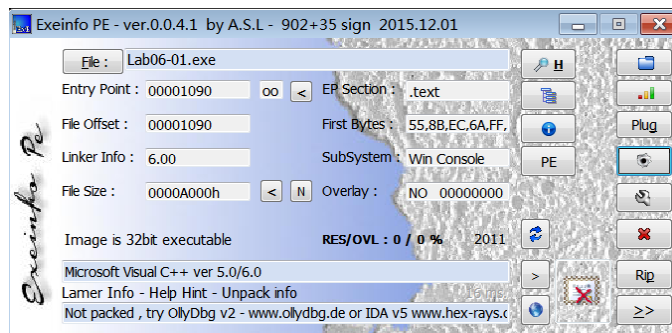 Exeinfo PE - ver.0.0.4.1 by A.S.L - 902+35 sign 2015.12.01
File : Lab06-01.exe H
Entry Point : 00001090 oo < EP Section : .text
File Offset : 00001090 First Bytes : 55,8B,EC,6A,FF, Plug
Linker Info : 6.00 SubSystem : Win Console PE
File Size : 0000A000h < N Overlay : NO 00000000
Image is 32bit executable RES/OVL : 0 / 0 % 2011
Exeinfo Pe
Microsoft Visual C++ ver 5.0/6.0 > Rip
Lamer Info - Help Hint - Unpack info ms.
Not packed , try OllyDbg v2 - www.ollydbg.de or IDA v5 www.hex-rays.c >>